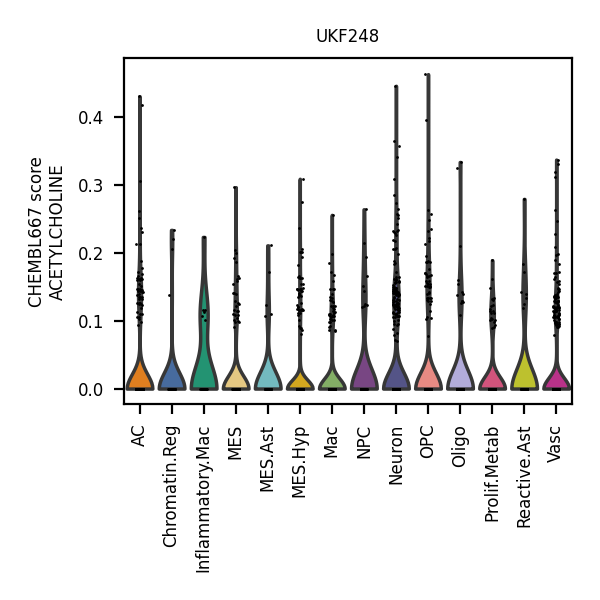 UKF248
CHEMBL667 score
ACETYLCHOLINE
0.4
0.3
0.2
0.1
0.0
AC
Chromatin.Reg
Inflammatory.Mac
MES
MES.Ast
MES.Hyp
Mac
NPC
Neuron
OPC
Oligo
Prolif.Metab
Reactive.Ast
Vasc